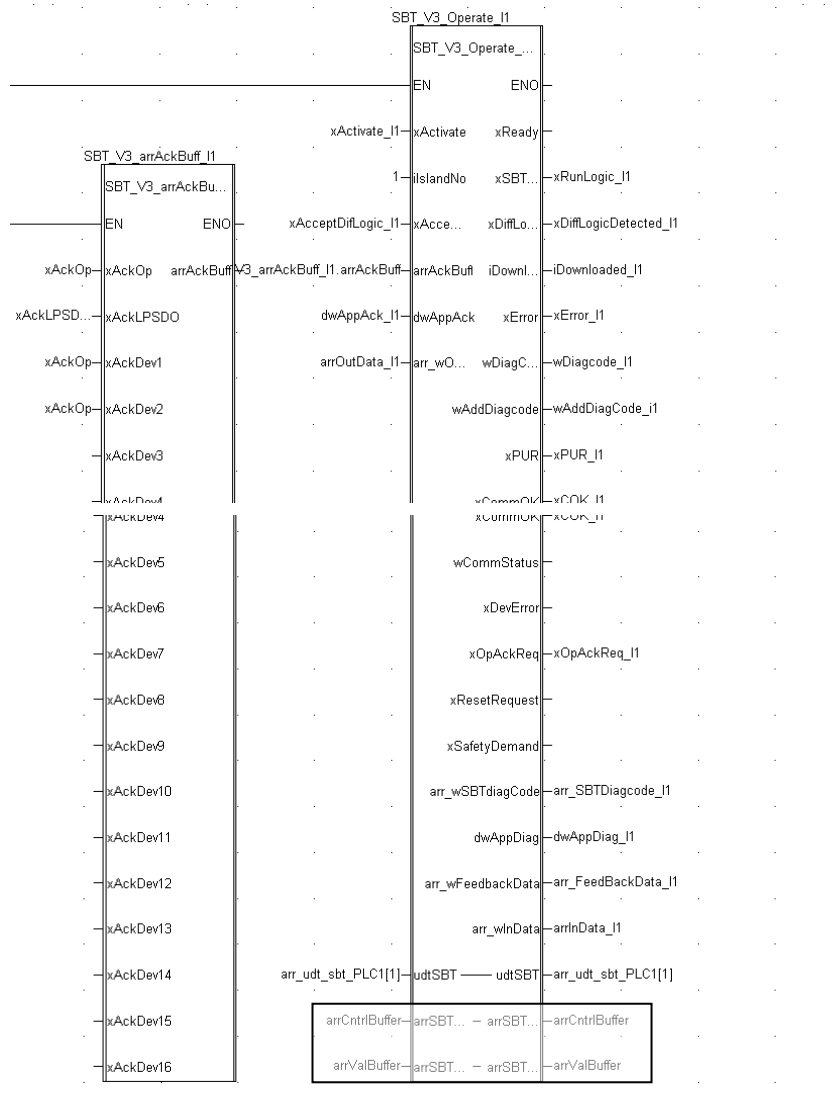 SBT_V3_Operate_I1
SBT_V3_Operate_...
EN ENO
xActivate_I1 xActivate xReady
SBT_V3_arrAckBuff_I1
1 iIslandNo xSBT... xRunLogic_I1
SBT_V3_arrAckBu...
EN ENO xAcceptDifLogic_I1 xAcce... xDiffLo... xDiffLogicDetected_I1
xAckOp xAckOp arrAckBuff V3_arrAckBuff_I1.arrAckBuff arrAckBuff iDownl... iDownloaded_I1
xAckLPSD... xAckLPSDO dwAppAck_I1 dwAppAck xError xError_I1
xAckOp xAckDev1 arrOutData_I1 arr_wO... wDiagC... wDiagcode_I1
xAckOp xAckDev2 wAddDiagcode wAddDiagCode_i1
xAckDev3 xPUR xPUR_I1
xAckDev4 xCommOK xCOK_I1
xAckDev4 xCommOK xCOK_I1
xAckDev5 wCommStatus
xAckDev6 xDevError
xAckDev7 xOpAckReq xOpAckReq_I1
xAckDev8 xResetRequest
xAckDev9 xSafetyDemand
xAckDev10 arr_wSBTdiagCode arr_SBTDiagcode_I1
xAckDev11 dwAppDiag dwAppDiag_I1
xAckDev12 arr_wFeedbackData arr_FeedBackData_I1
xAckDev13 arr_wInData arrInData_I1
xAckDev14 arr_udt_sbt_PLC1[1] udtSBT udtSBT arr_udt_sbt_PLC1[1]
xAckDev15 arrCntrlBuffer arrSBT... arrSBT... arrCntrlBuffer
xAckDev16 arrValBuffer arrSBT... arrSBT... arrValBuffer